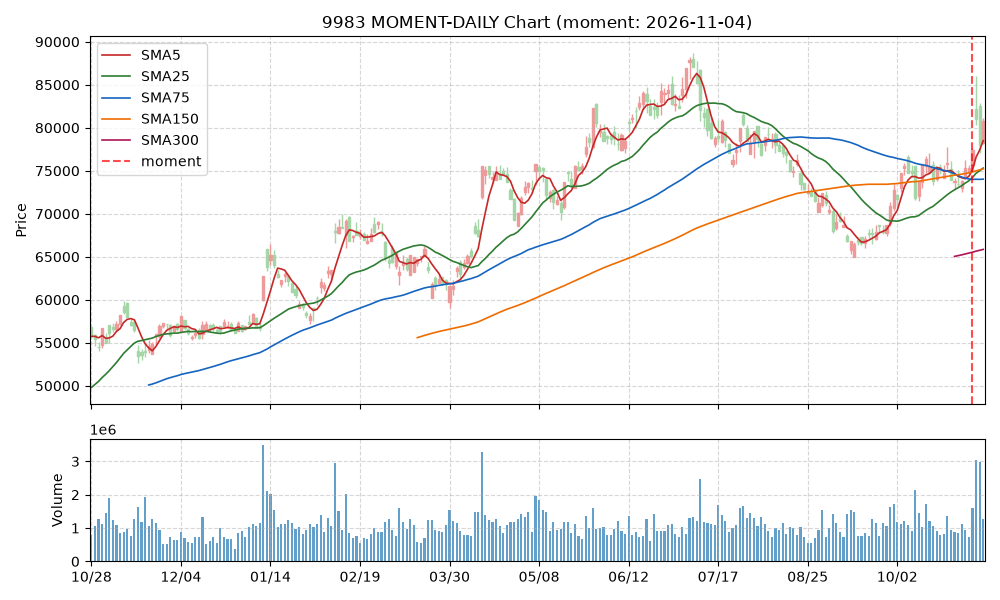 9983 MOMENT-DAILY Chart (moment: 2026-11-04)
SMA5
SMA25
SMA75
SMA150
SMA300
moment
90000
85000
80000
75000
70000
65000
60000
55000
50000
Price
1e6
3
2
1
0
Volume
10/28 12/04 01/14 02/19 03/30 05/08 06/12 07/17 08/25 10/02